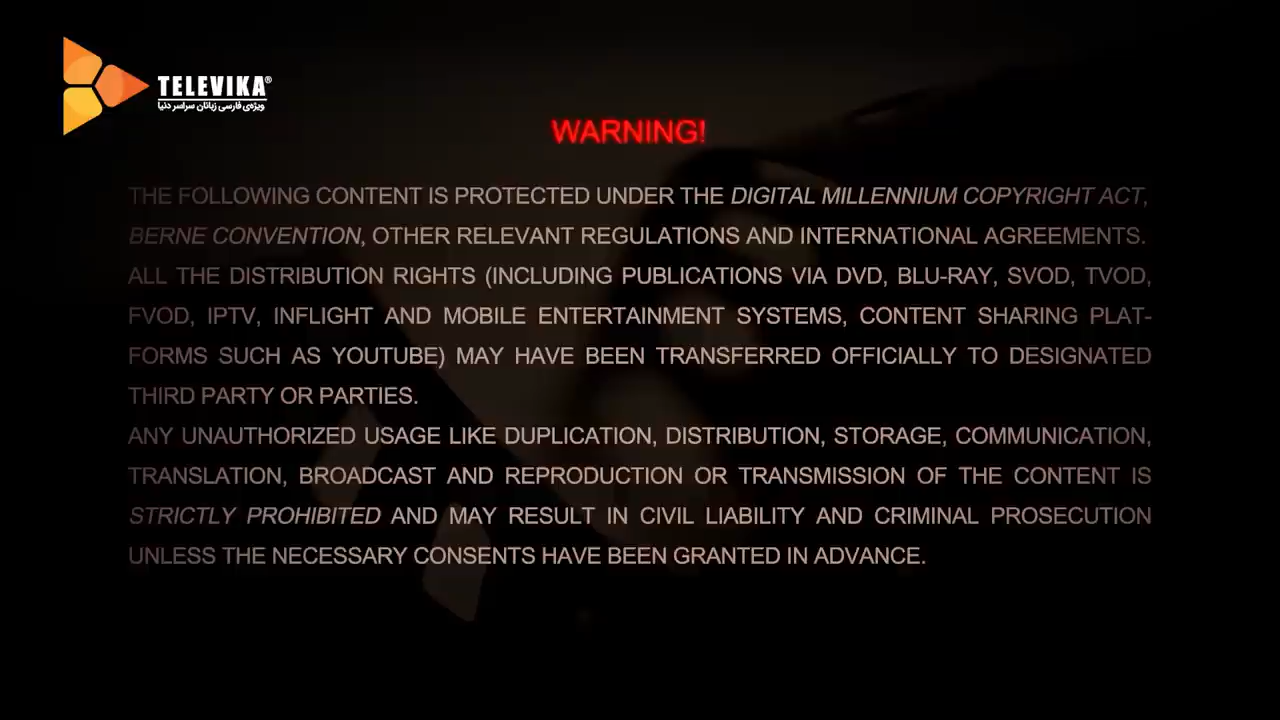 TELEVIKA®
ویژه‌ی فارسی زبانان سراسر دنیا
WARNING!
THE FOLLOWING CONTENT IS PROTECTED UNDER THE DIGITAL MILLENNIUM COPYRIGHT ACT,
BERNE CONVENTION, OTHER RELEVANT REGULATIONS AND INTERNATIONAL AGREEMENTS.
ALL THE DISTRIBUTION RIGHTS (INCLUDING PUBLICATIONS VIA DVD, BLU-RAY, SVOD, TVOD,
FVOD, IPTV, INFLIGHT AND MOBILE ENTERTAINMENT SYSTEMS, CONTENT SHARING PLAT-
FORMS SUCH AS YOUTUBE) MAY HAVE BEEN TRANSFERRED OFFICIALLY TO DESIGNATED
THIRD PARTY OR PARTIES.
ANY UNAUTHORIZED USAGE LIKE DUPLICATION, DISTRIBUTION, STORAGE, COMMUNICATION,
TRANSLATION, BROADCAST AND REPRODUCTION OR TRANSMISSION OF THE CONTENT IS
STRICTLY PROHIBITED AND MAY RESULT IN CIVIL LIABILITY AND CRIMINAL PROSECUTION
UNLESS THE NECESSARY CONSENTS HAVE BEEN GRANTED IN ADVANCE.